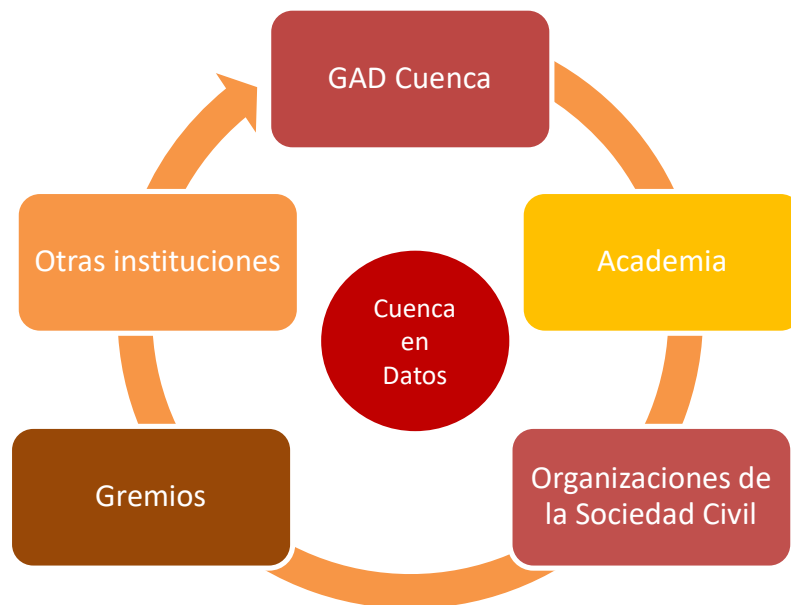 GAD Cuenca
Otras instituciones
Academia
Cuenca
en
Datos
Gremios
Organizaciones de
la Sociedad Civil